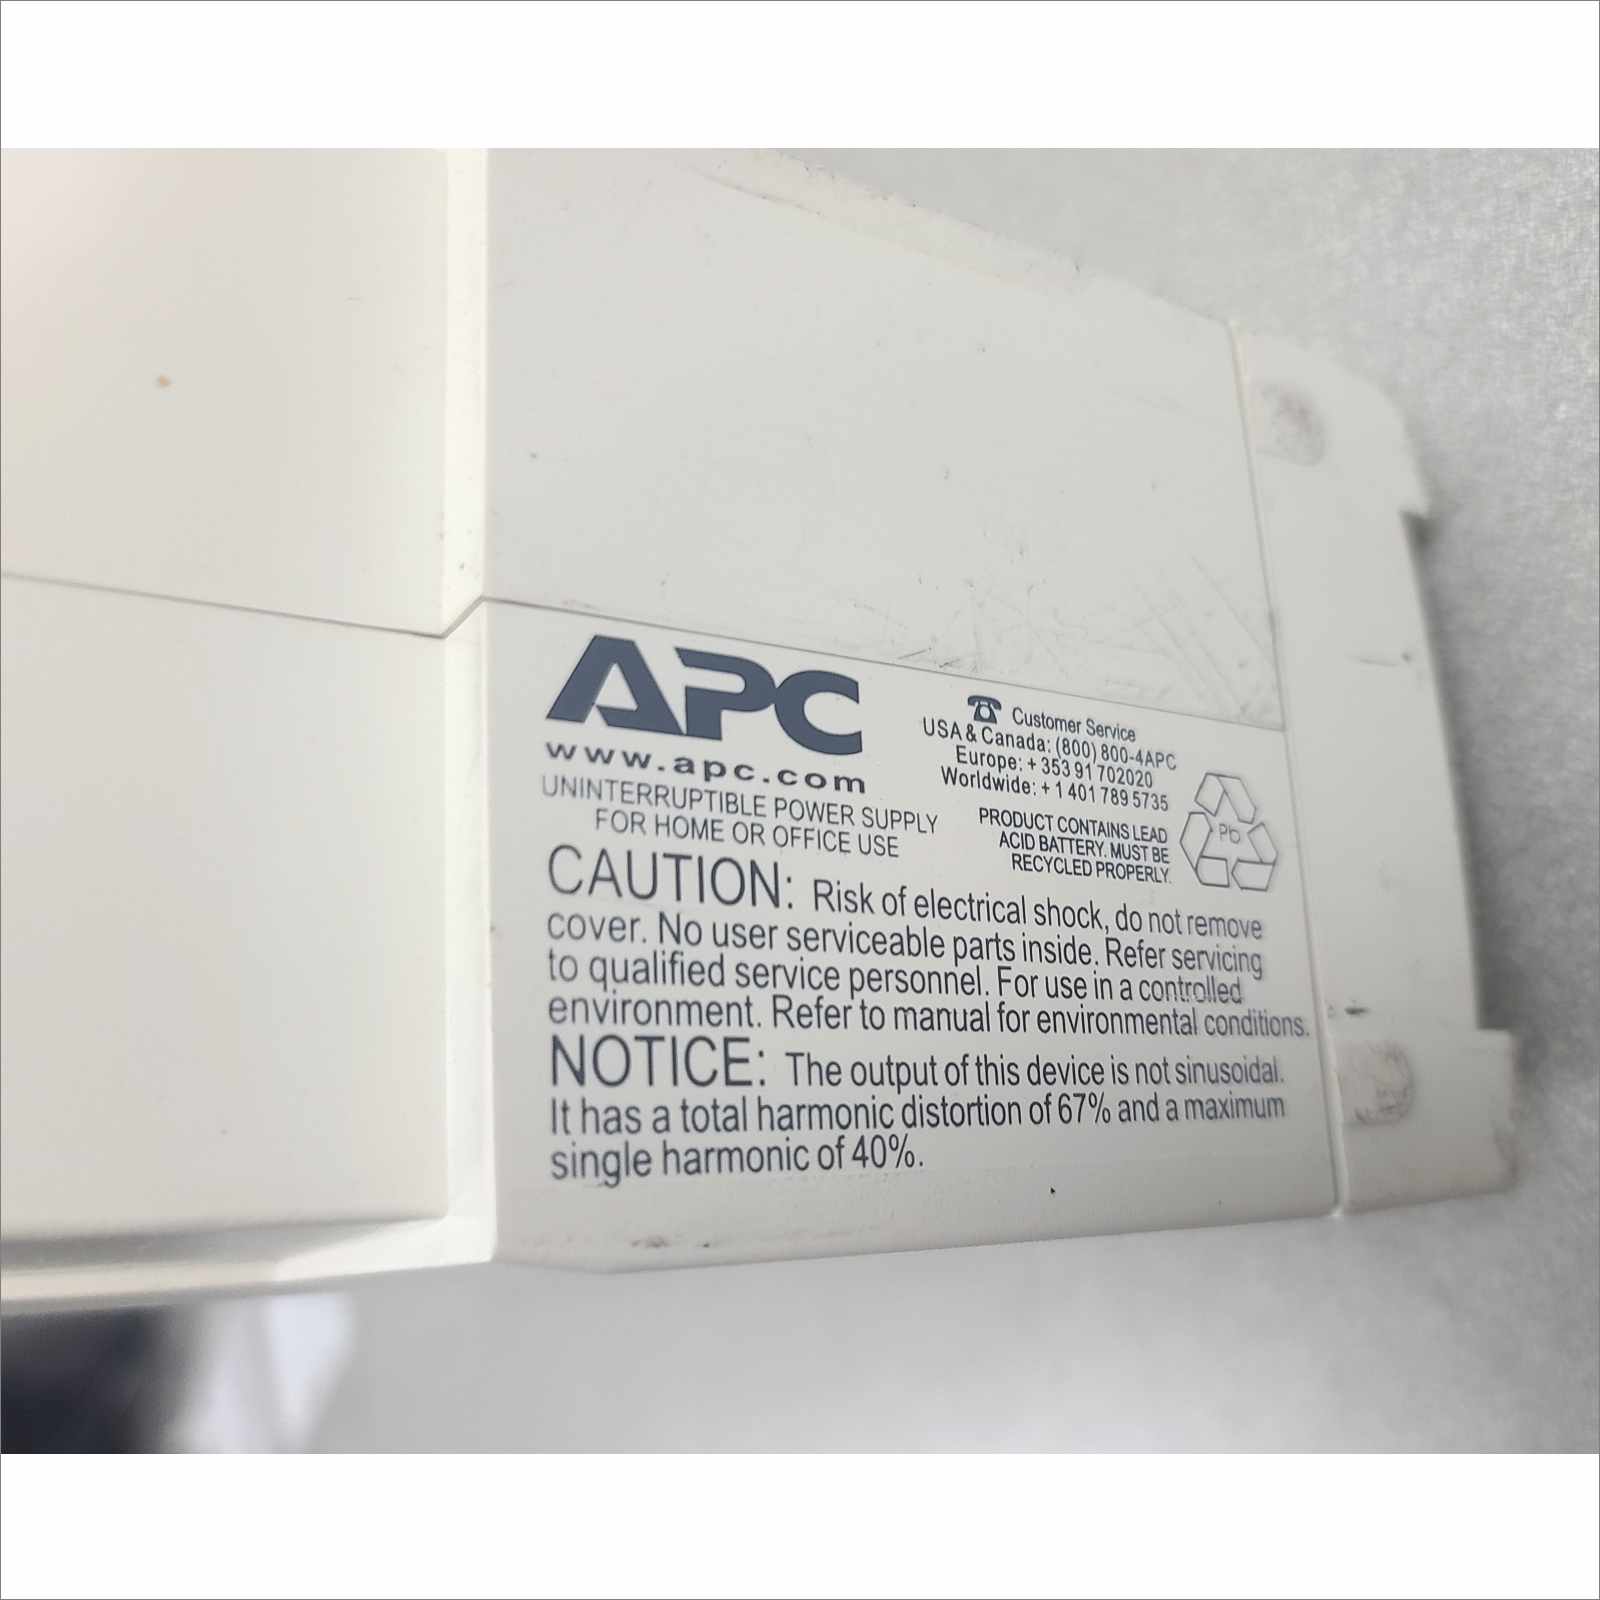 APC
www.apc.com
UNINTERRUPTIBLE POWER SUPPLY
FOR HOME OR OFFICE USE
Customer Service
USA & Canada: (800) 800-4APC
Europe: + 353 91 702020
Worldwide: + 1 401 789 5735
PRODUCT CONTAINS LEAD
ACID BATTERY. MUST BE
RECYCLED PROPERLY.
Pb
CAUTION: Risk of electrical shock, do not remove
cover. No user serviceable parts inside. Refer servicing
to qualified service personnel. For use in a controlled
environment. Refer to manual for environmental conditions.
NOTICE: The output of this device is not sinusoidal.
It has a total harmonic distortion of 67% and a maximum
single harmonic of 40%.